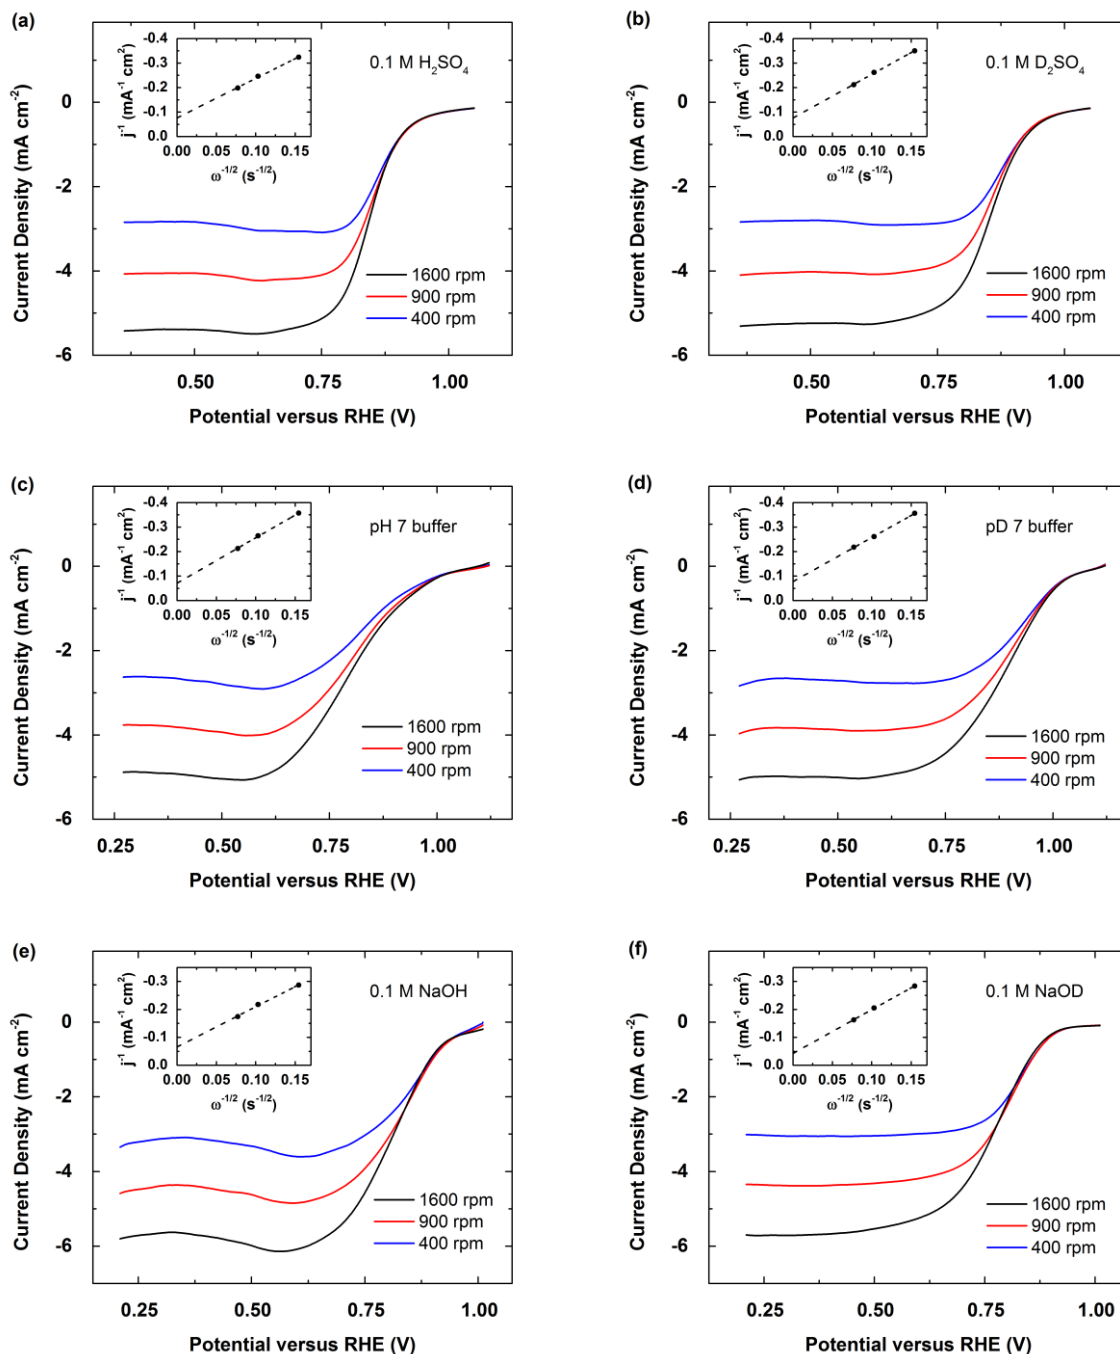 (a)
0.1 M H2SO4
j-1 (mA-1 cm2)
-0.4
-0.3
-0.2
-0.1
0.0
0.00 0.05 0.10 0.15
ω-1/2 (s-1/2)
Current Density (mA cm-2)
0
-2
-4
-6
1600 rpm
900 rpm
400 rpm
0.50 0.75 1.00
Potential versus RHE (V)
(b)
0.1 M D2SO4
j-1 (mA-1 cm2)
-0.4
-0.3
-0.2
-0.1
0.0
0.00 0.05 0.10 0.15
ω-1/2 (s-1/2)
Current Density (mA cm-2)
0
-2
-4
-6
1600 rpm
900 rpm
400 rpm
0.50 0.75 1.00
Potential versus RHE (V)
(c)
pH 7 buffer
j-1 (mA-1 cm2)
-0.4
-0.3
-0.2
-0.1
0.0
0.00 0.05 0.10 0.15
ω-1/2 (s-1/2)
Current Density (mA cm-2)
0
-2
-4
-6
1600 rpm
900 rpm
400 rpm
0.25 0.50 0.75 1.00
Potential versus RHE (V)
(d)
pD 7 buffer
j-1 (mA-1 cm2)
-0.4
-0.3
-0.2
-0.1
0.0
0.00 0.05 0.10 0.15
ω-1/2 (s-1/2)
Current Density (mA cm-2)
0
-2
-4
-6
1600 rpm
900 rpm
400 rpm
0.25 0.50 0.75 1.00
Potential versus RHE (V)
(e)
0.1 M NaOH
j-1 (mA-1 cm2)
-0.3
-0.2
-0.1
0.0
0.00 0.05 0.10 0.15
ω-1/2 (s-1/2)
Current Density (mA cm-2)
0
-2
-4
-6
1600 rpm
900 rpm
400 rpm
0.25 0.50 0.75 1.00
Potential versus RHE (V)
(f)
0.1 M NaOD
j-1 (mA-1 cm2)
-0.3
-0.2
-0.1
0.0
0.00 0.05 0.10 0.15
ω-1/2 (s-1/2)
Current Density (mA cm-2)
0
-2
-4
-6
1600 rpm
900 rpm
400 rpm
0.25 0.50 0.75 1.00
Potential versus RHE (V)